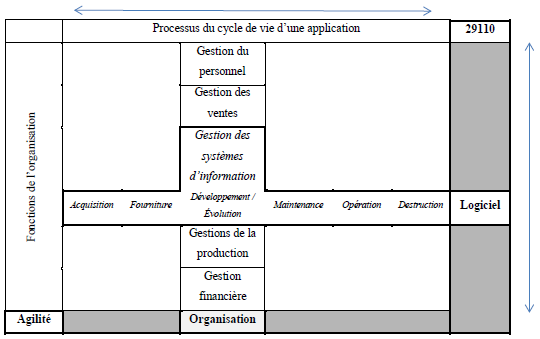 Processus du cycle de vie d'une application
29110
Fonctions de l'organisation
Gestion du
personnel
Gestion des
ventes
Gestion des
systèmes
d'information
Acquisition
Fourniture
Développement /
Évolution
Maintenance
Opération
Destruction
Logiciel
Gestions de la
production
Gestion
financière
Agilité
Organisation